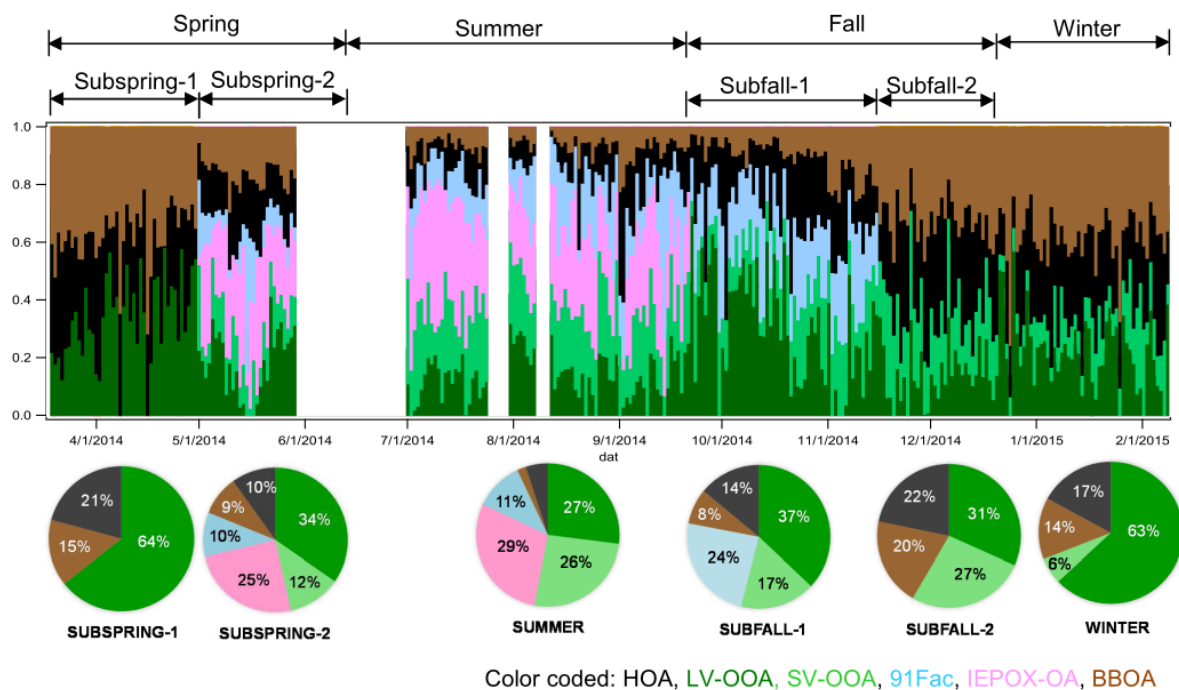 Spring Summer Fall Winter
Subspring-1 Subspring-2 Subfall-1 Subfall-2
1.0
0.8
0.6
0.4
0.2
0.0
4/1/2014 5/1/2014 6/1/2014 7/1/2014 8/1/2014 9/1/2014 10/1/2014 11/1/2014 12/1/2014 1/1/2015 2/1/2015
dat
21% 15% 64%
10% 9% 10% 25% 12% 34%
11% 29% 26% 27%
14% 8% 24% 17% 37%
22% 20% 27% 31%
17% 14% 6% 63%
SUBSPRING-1 SUBSPRING-2 SUMMER SUBFALL-1 SUBFALL-2 WINTER
Color coded: HOA, LV-OOA, SV-OOA, 91Fac, IEPOX-OA, BBOA